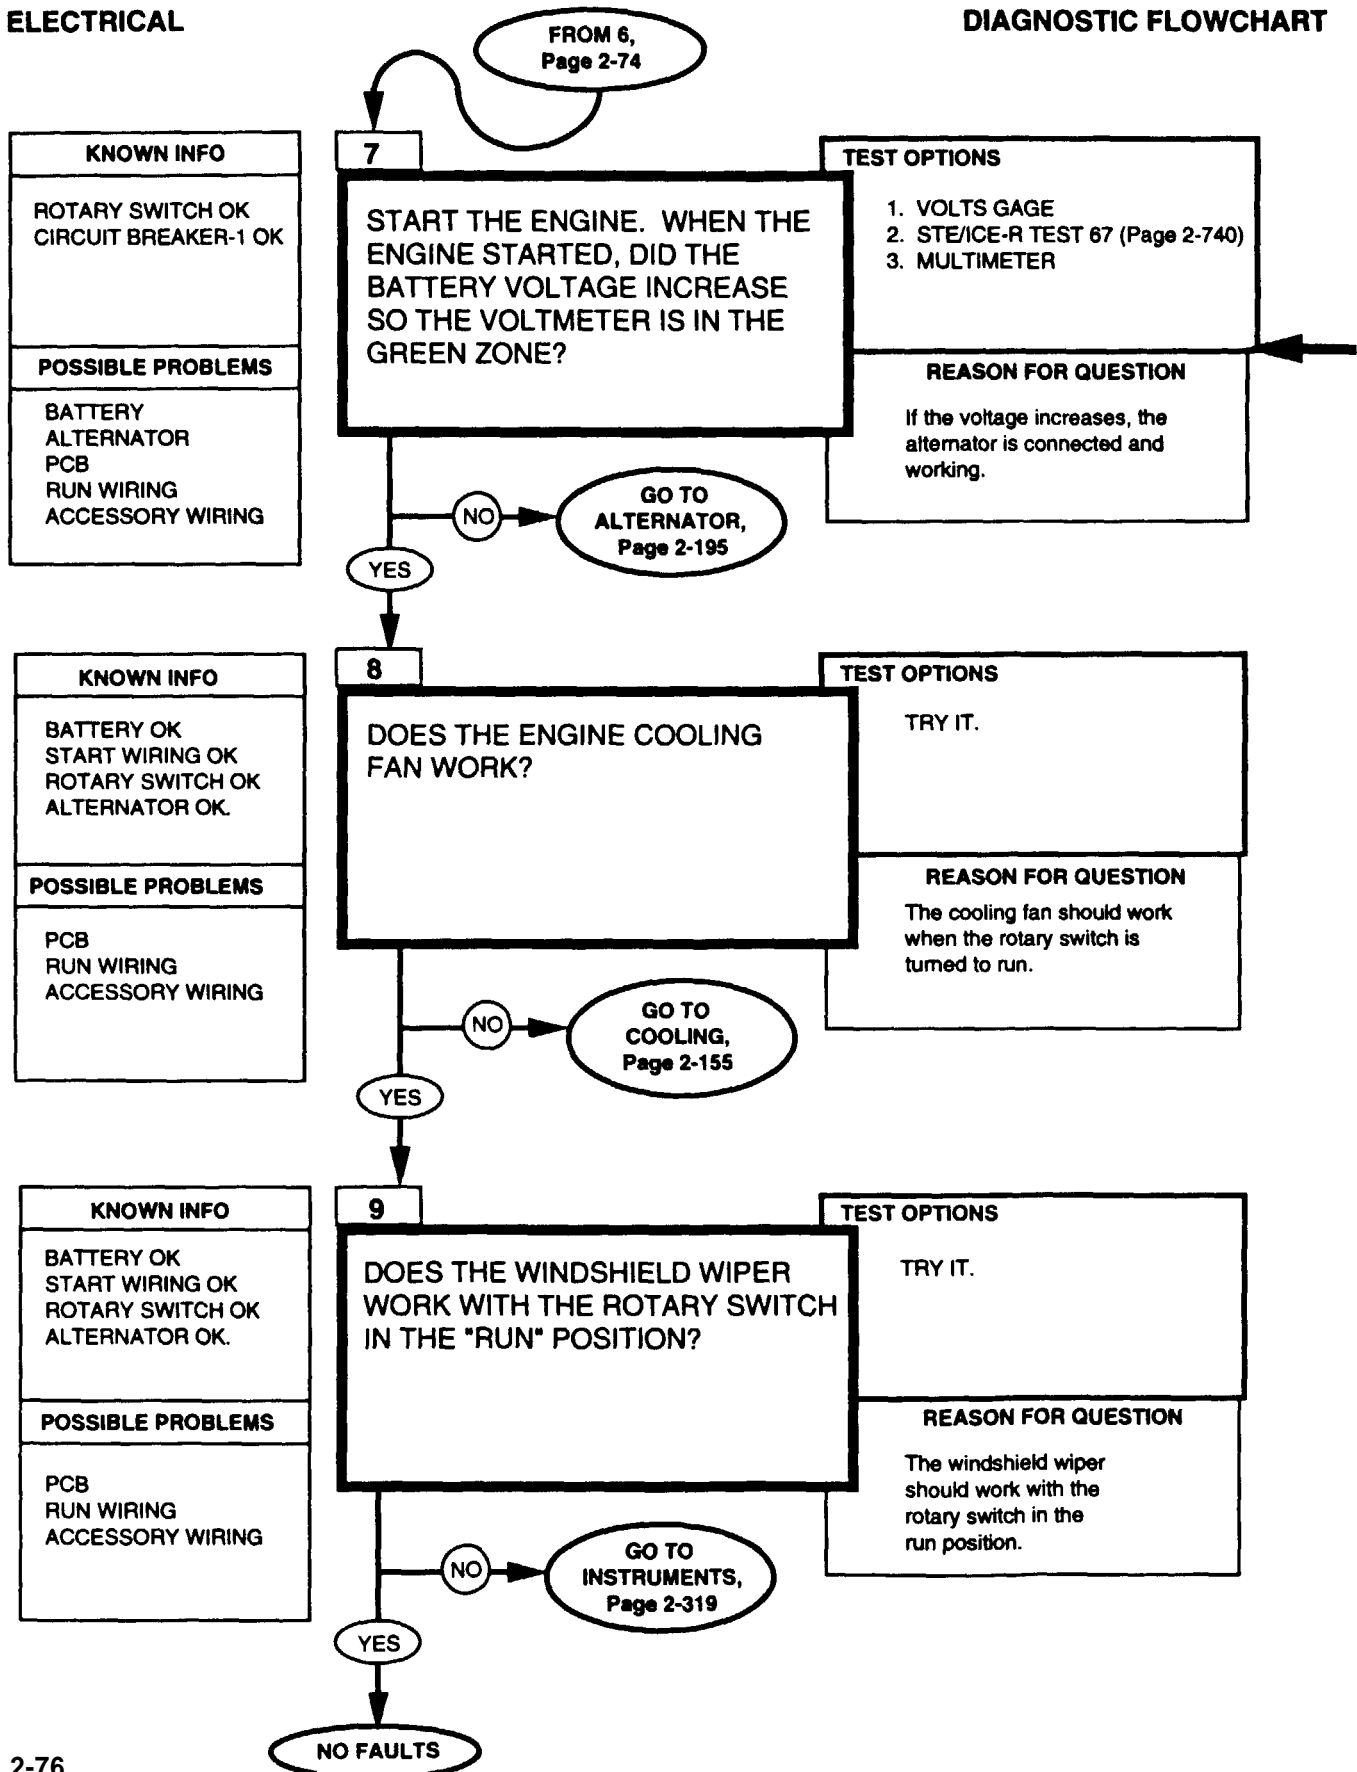 ELECTRICAL
DIAGNOSTIC FLOWCHART
FROM 6,
Page 2-74
KNOWN INFO
ROTARY SWITCH OK
CIRCUIT BREAKER-1 OK
POSSIBLE PROBLEMS
BATTERY
ALTERNATOR
PCB
RUN WIRING
ACCESSORY WIRING
7
START THE ENGINE. WHEN THE
ENGINE STARTED, DID THE
BATTERY VOLTAGE INCREASE
SO THE VOLTMETER IS IN THE
GREEN ZONE?
TEST OPTIONS
1. VOLTS GAGE
2. STE/ICE-R TEST 67 (Page 2-740)
3. MULTIMETER
REASON FOR QUESTION
If the voltage increases, the
alternator is connected and
working.
NO
GO TO
ALTERNATOR,
Page 2-195
YES
KNOWN INFO
BATTERY OK
START WIRING OK
ROTARY SWITCH OK
ALTERNATOR OK.
POSSIBLE PROBLEMS
PCB
RUN WIRING
ACCESSORY WIRING
8
DOES THE ENGINE COOLING
FAN WORK?
TEST OPTIONS
TRY IT.
REASON FOR QUESTION
The cooling fan should work
when the rotary switch is
turned to run.
NO
GO TO
COOLING,
Page 2-155
YES
KNOWN INFO
BATTERY OK
START WIRING OK
ROTARY SWITCH OK
ALTERNATOR OK.
POSSIBLE PROBLEMS
PCB
RUN WIRING
ACCESSORY WIRING
9
DOES THE WINDSHIELD WIPER
WORK WITH THE ROTARY SWITCH
IN THE "RUN" POSITION?
TEST OPTIONS
TRY IT.
REASON FOR QUESTION
The windshield wiper
should work with the
rotary switch in the
run position.
NO
GO TO
INSTRUMENTS,
Page 2-319
YES
NO FAULTS
2-76